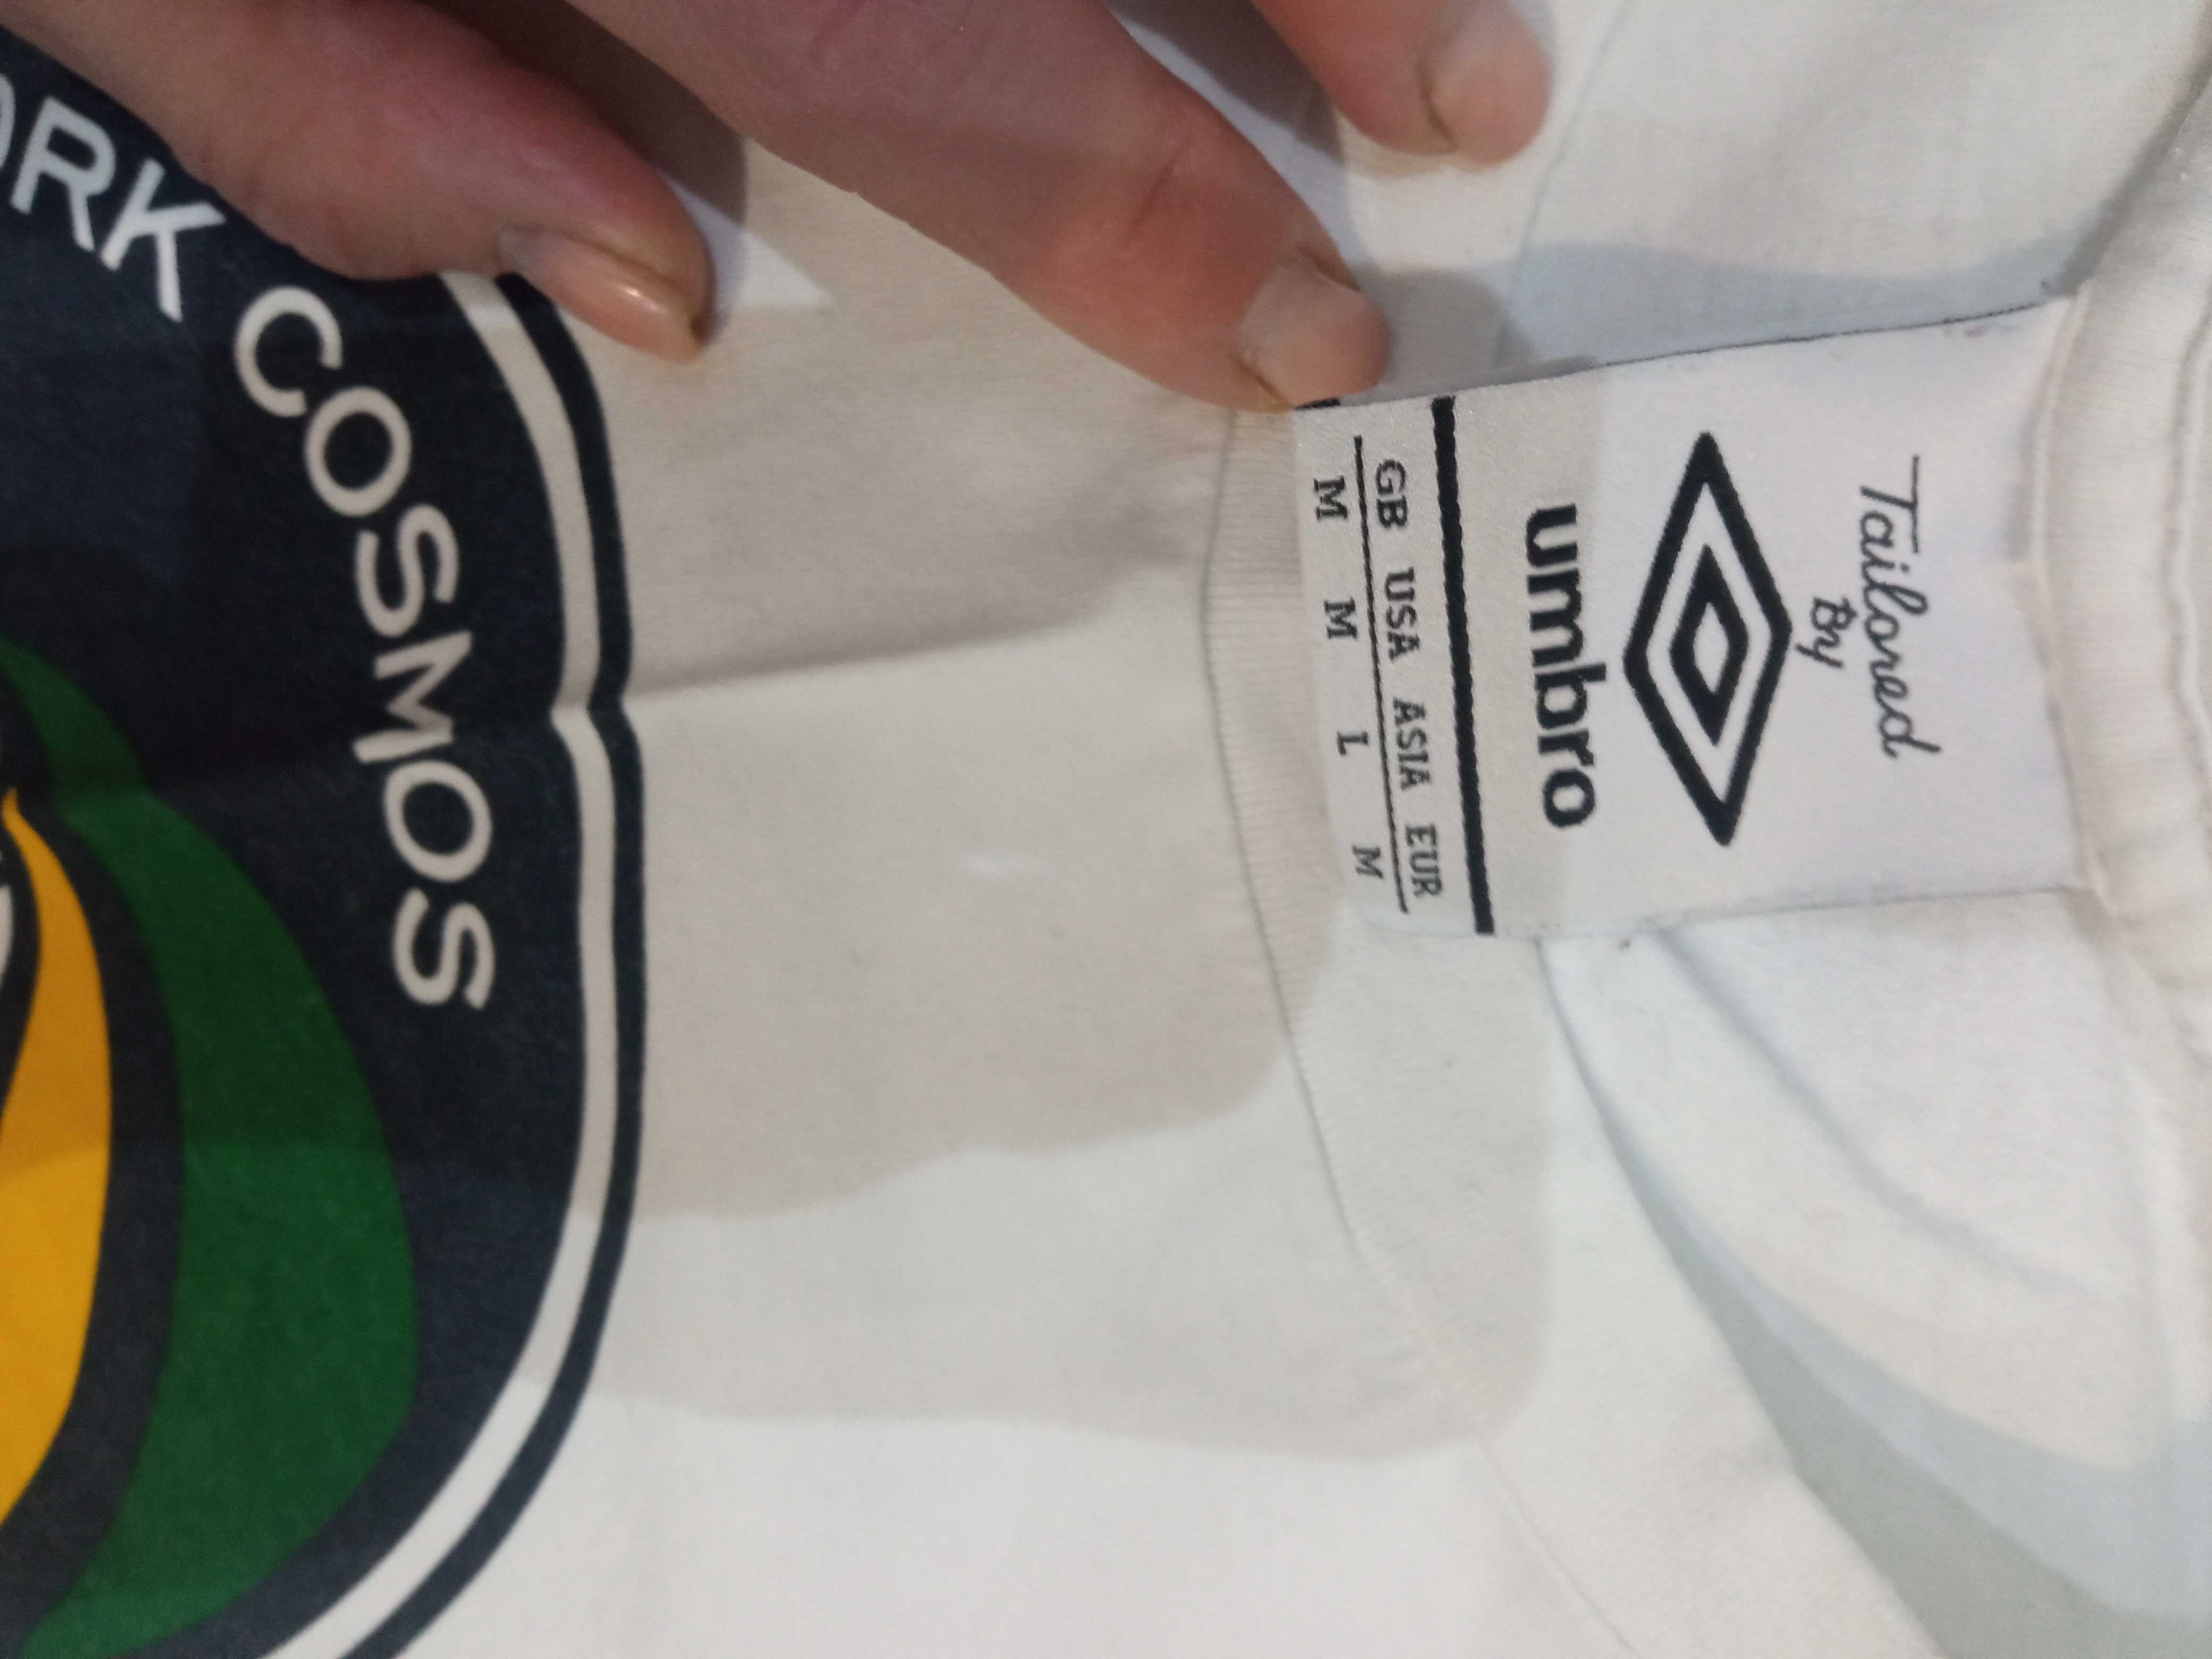 Tailored
By
umbro
GB USA ASIA EUR
M M L M
ORK COSMOS